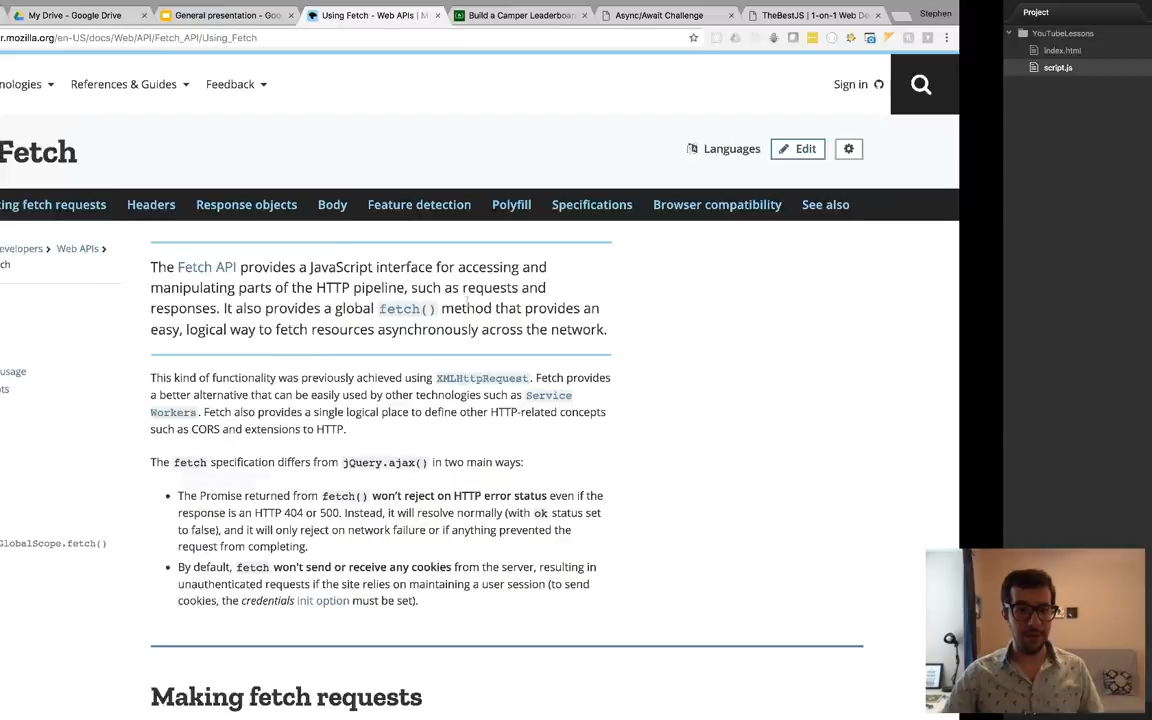 My Drive - Google Drive
General presentation - Goo
Using Fetch - Web APIs | M
Build a Camper Leaderboar
Async/Await Challenge
TheBestJS | 1-on-1 Web De
Stephen
Project
r.mozilla.org/en-US/docs/Web/API/Fetch_API/Using_Fetch
YouTubeLessons
index.html
script.js
nologies
References & Guides
Feedback
Sign in
Fetch
Languages
Edit
ing fetch requests
Headers
Response objects
Body
Feature detection
Polyfill
Specifications
Browser compatibility
See also
evelopers
Web APIs
ch
The Fetch API provides a JavaScript interface for accessing and
manipulating parts of the HTTP pipeline, such as requests and
responses. It also provides a global fetch() method that provides an
easy, logical way to fetch resources asynchronously across the network.
usage
ts
This kind of functionality was previously achieved using XMLHttpRequest. Fetch provides
a better alternative that can be easily used by other technologies such as Service
Workers. Fetch also provides a single logical place to define other HTTP-related concepts
such as CORS and extensions to HTTP.
The fetch specification differs from jQuery.ajax() in two main ways:
• The Promise returned from fetch() won't reject on HTTP error status even if the
response is an HTTP 404 or 500. Instead, it will resolve normally (with ok status set
to false), and it will only reject on network failure or if anything prevented the
request from completing.
GlobalScope.fetch()
• By default, fetch won't send or receive any cookies from the server, resulting in
unauthenticated requests if the site relies on maintaining a user session (to send
cookies, the credentials init option must be set).
Making fetch requests